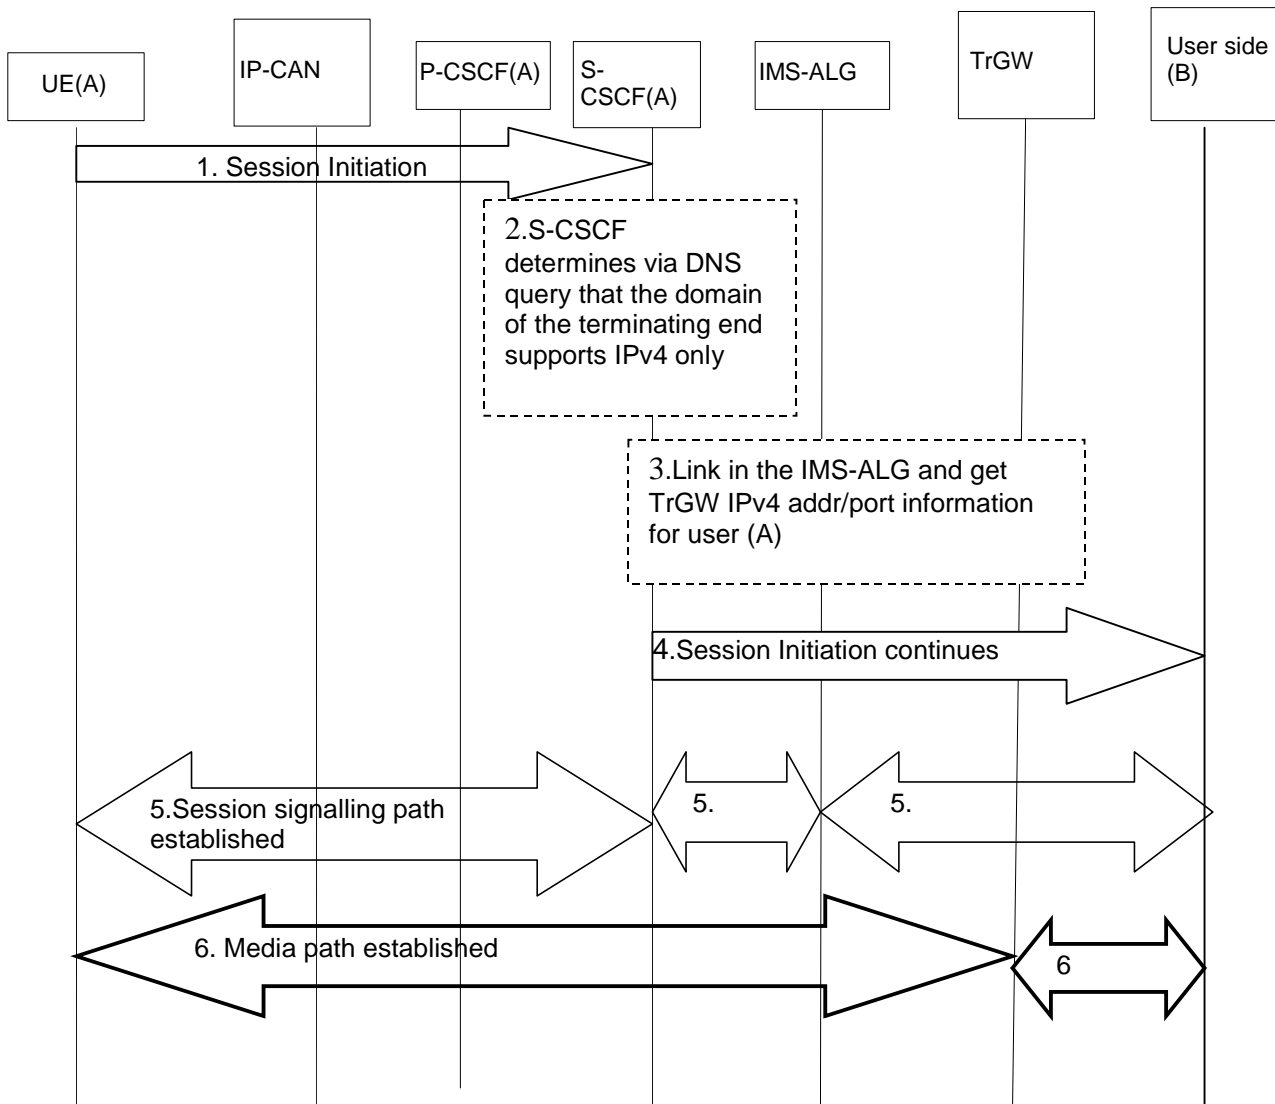 UE(A)
IP-CAN
P-CSCF(A)
S-
CSCF(A)
IMS-ALG
TrGW
User side
(B)
1. Session Initiation
2.S-CSCF
determines via DNS
query that the domain
of the terminating end
supports IPv4 only
3.Link in the IMS-ALG and get
TrGW IPv4 addr/port information
for user (A)
4.Session Initiation continues
5.Session signalling path
established
5.
5.
6. Media path established
6